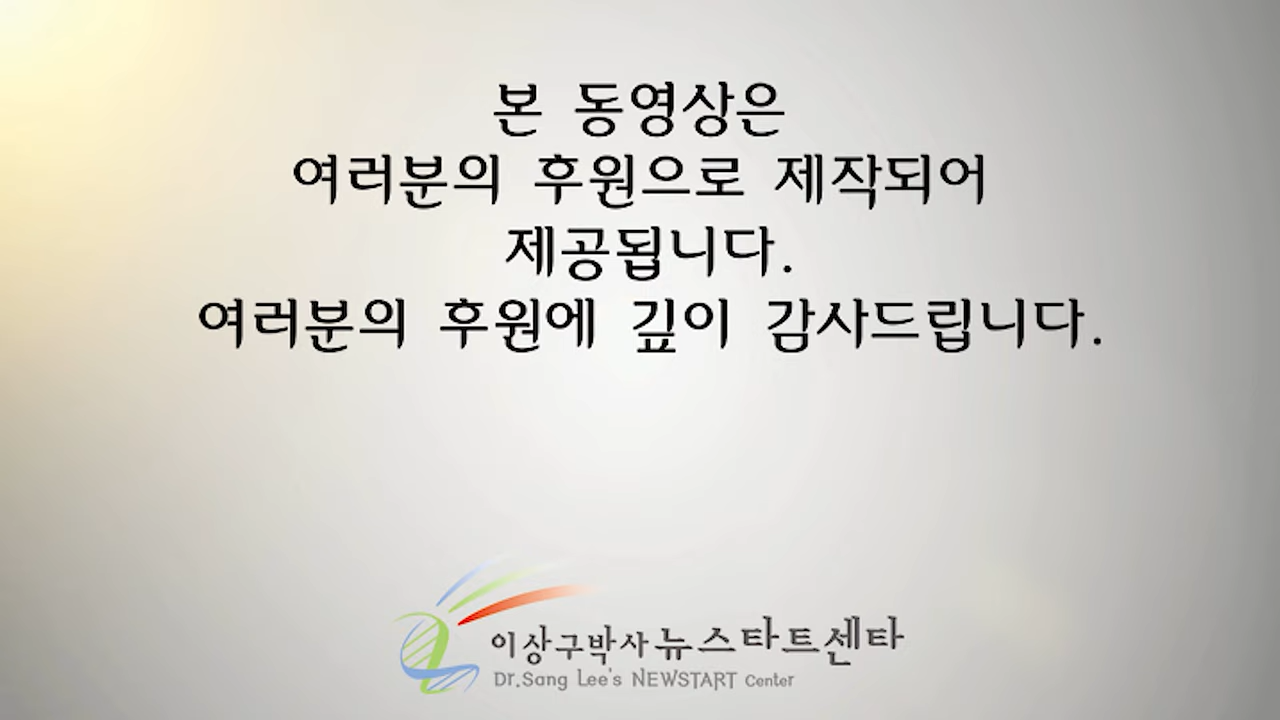 본 동영상은
여러분의 후원으로 제작되어
제공됩니다.
여러분의 후원에 깊이 감사드립니다.
이상구박사 뉴스타트센타
Dr.Sang Lee's NEWSTART Center